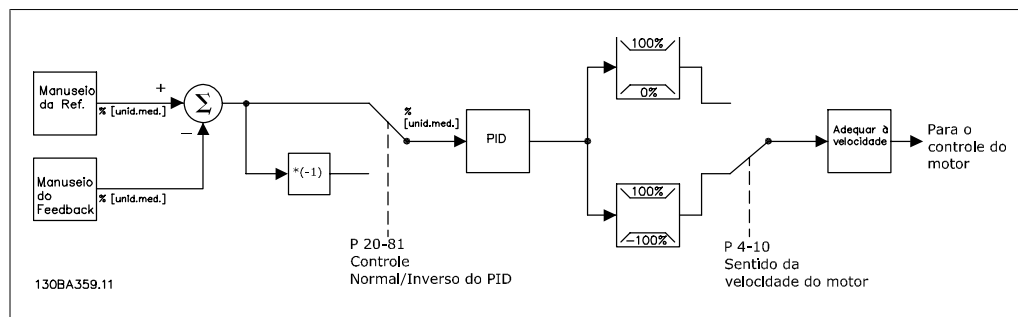 Manuseio
da Ref.
+
% [unid.med.]
Σ
−
Manuseio
do
Feedback
% [unid.med.]
*(-1)
%
[unid.med.]
P 20-81
Controle
Normal/Inverso do PID
PID
100%
0%
100%
-100%
P 4-10
Sentido da
velocidade do motor
Adequar à
velocidade
Para o
controle do
motor
130BA359.11